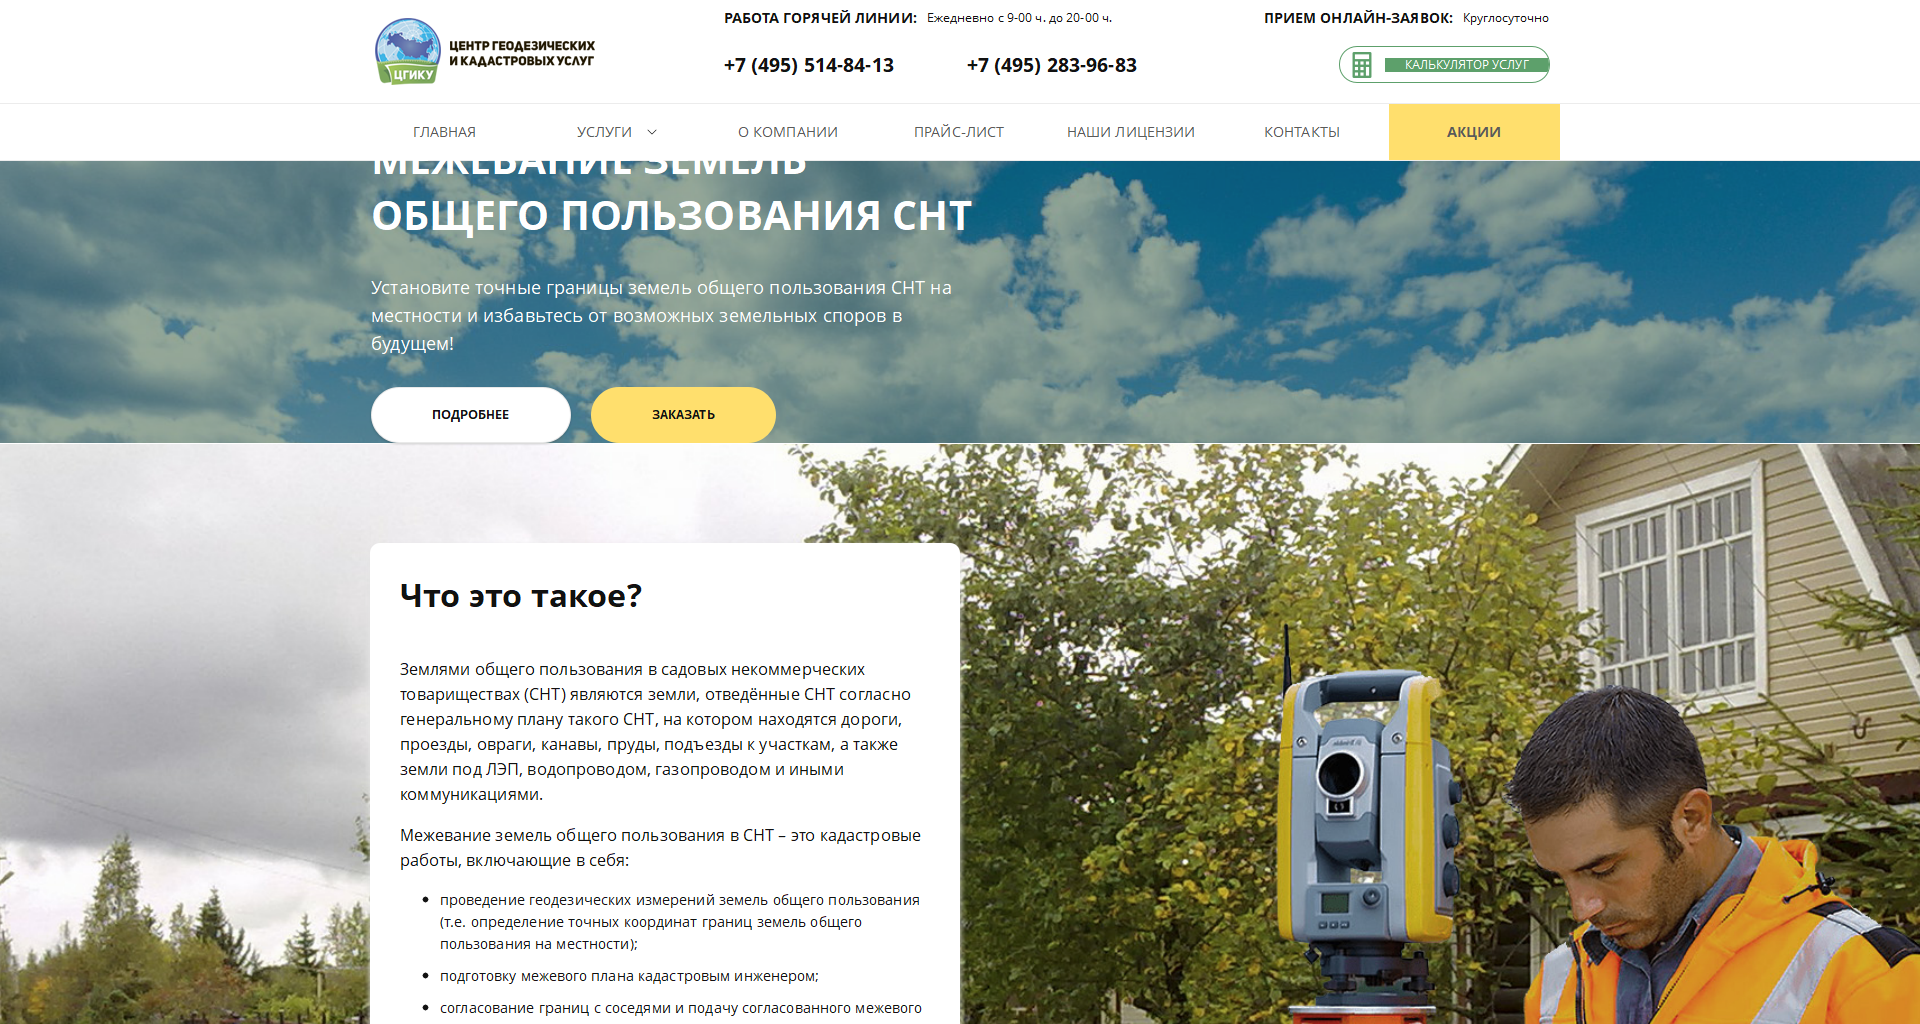 ЦЕНТР ГЕОДЕЗИЧЕСКИХ
И КАДАСТРОВЫХ УСЛУГ
ЦГИКУ
РАБОТА ГОРЯЧЕЙ ЛИНИИ: Ежедневно с 9-00 ч. до 20-00 ч.
+7 (495) 514-84-13 +7 (495) 283-96-83
ПРИЕМ ОНЛАЙН-ЗАЯВОК: Круглосуточно
КАЛЬКУЛЯТОР УСЛУГ
ГЛАВНАЯ УСЛУГИ О КОМПАНИИ ПРАЙС-ЛИСТ НАШИ ЛИЦЕНЗИИ КОНТАКТЫ АКЦИИ
МЕЖЕВАНИЕ ЗЕМЕЛЬ
ОБЩЕГО ПОЛЬЗОВАНИЯ СНТ
Установите точные границы земель общего пользования СНТ на
местности и избавьтесь от возможных земельных споров в
будущем!
ПОДРОБНЕЕ ЗАКАЗАТЬ
Что это такое?
Землями общего пользования в садовых некоммерческих
товариществах (СНТ) являются земли, отведённые СНТ согласно
генеральному плану такого СНТ, на котором находятся дороги,
проезды, овраги, канавы, пруды, подъезды к участкам, а также
земли под ЛЭП, водопроводом, газопроводом и иными
коммуникациями.
Межевание земель общего пользования в СНТ – это кадастровые
работы, включающие в себя:
• проведение геодезических измерений земель общего пользования
(т.е. определение точных координат границ земель общего
пользования на местности);
• подготовку межевого плана кадастровым инженером;
• согласование границ с соседями и подачу согласованного межевого